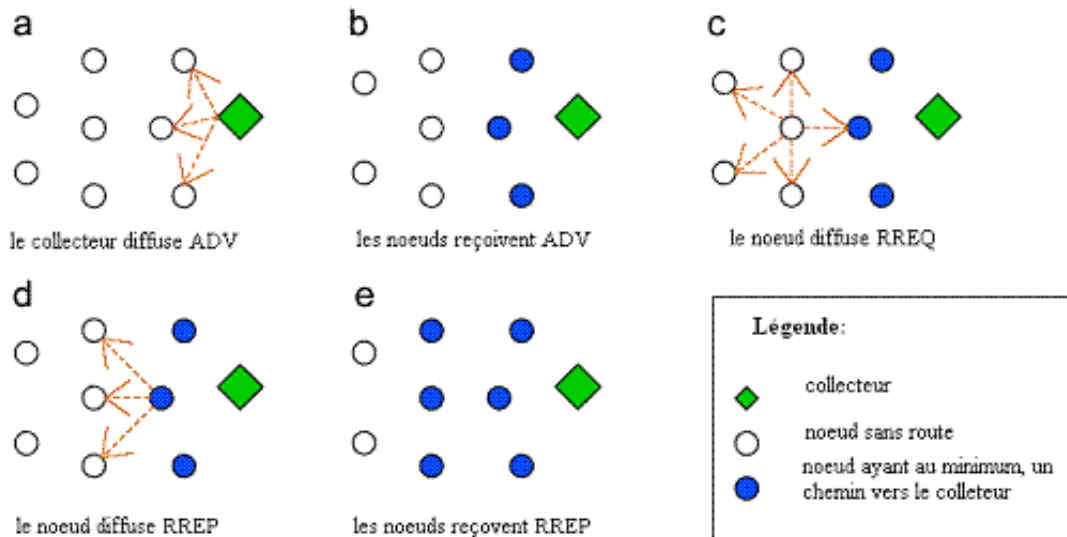 a
b
c
le collecteur diffuse ADV
les noeuds reçoivent ADV
le noeud diffuse RREQ
d
e
le noeud diffuse RREP
les noeuds reçovent RREP
Légende:
collecteur
noeud sans route
noeud ayant au minimum, un
chemin vers le colleteur